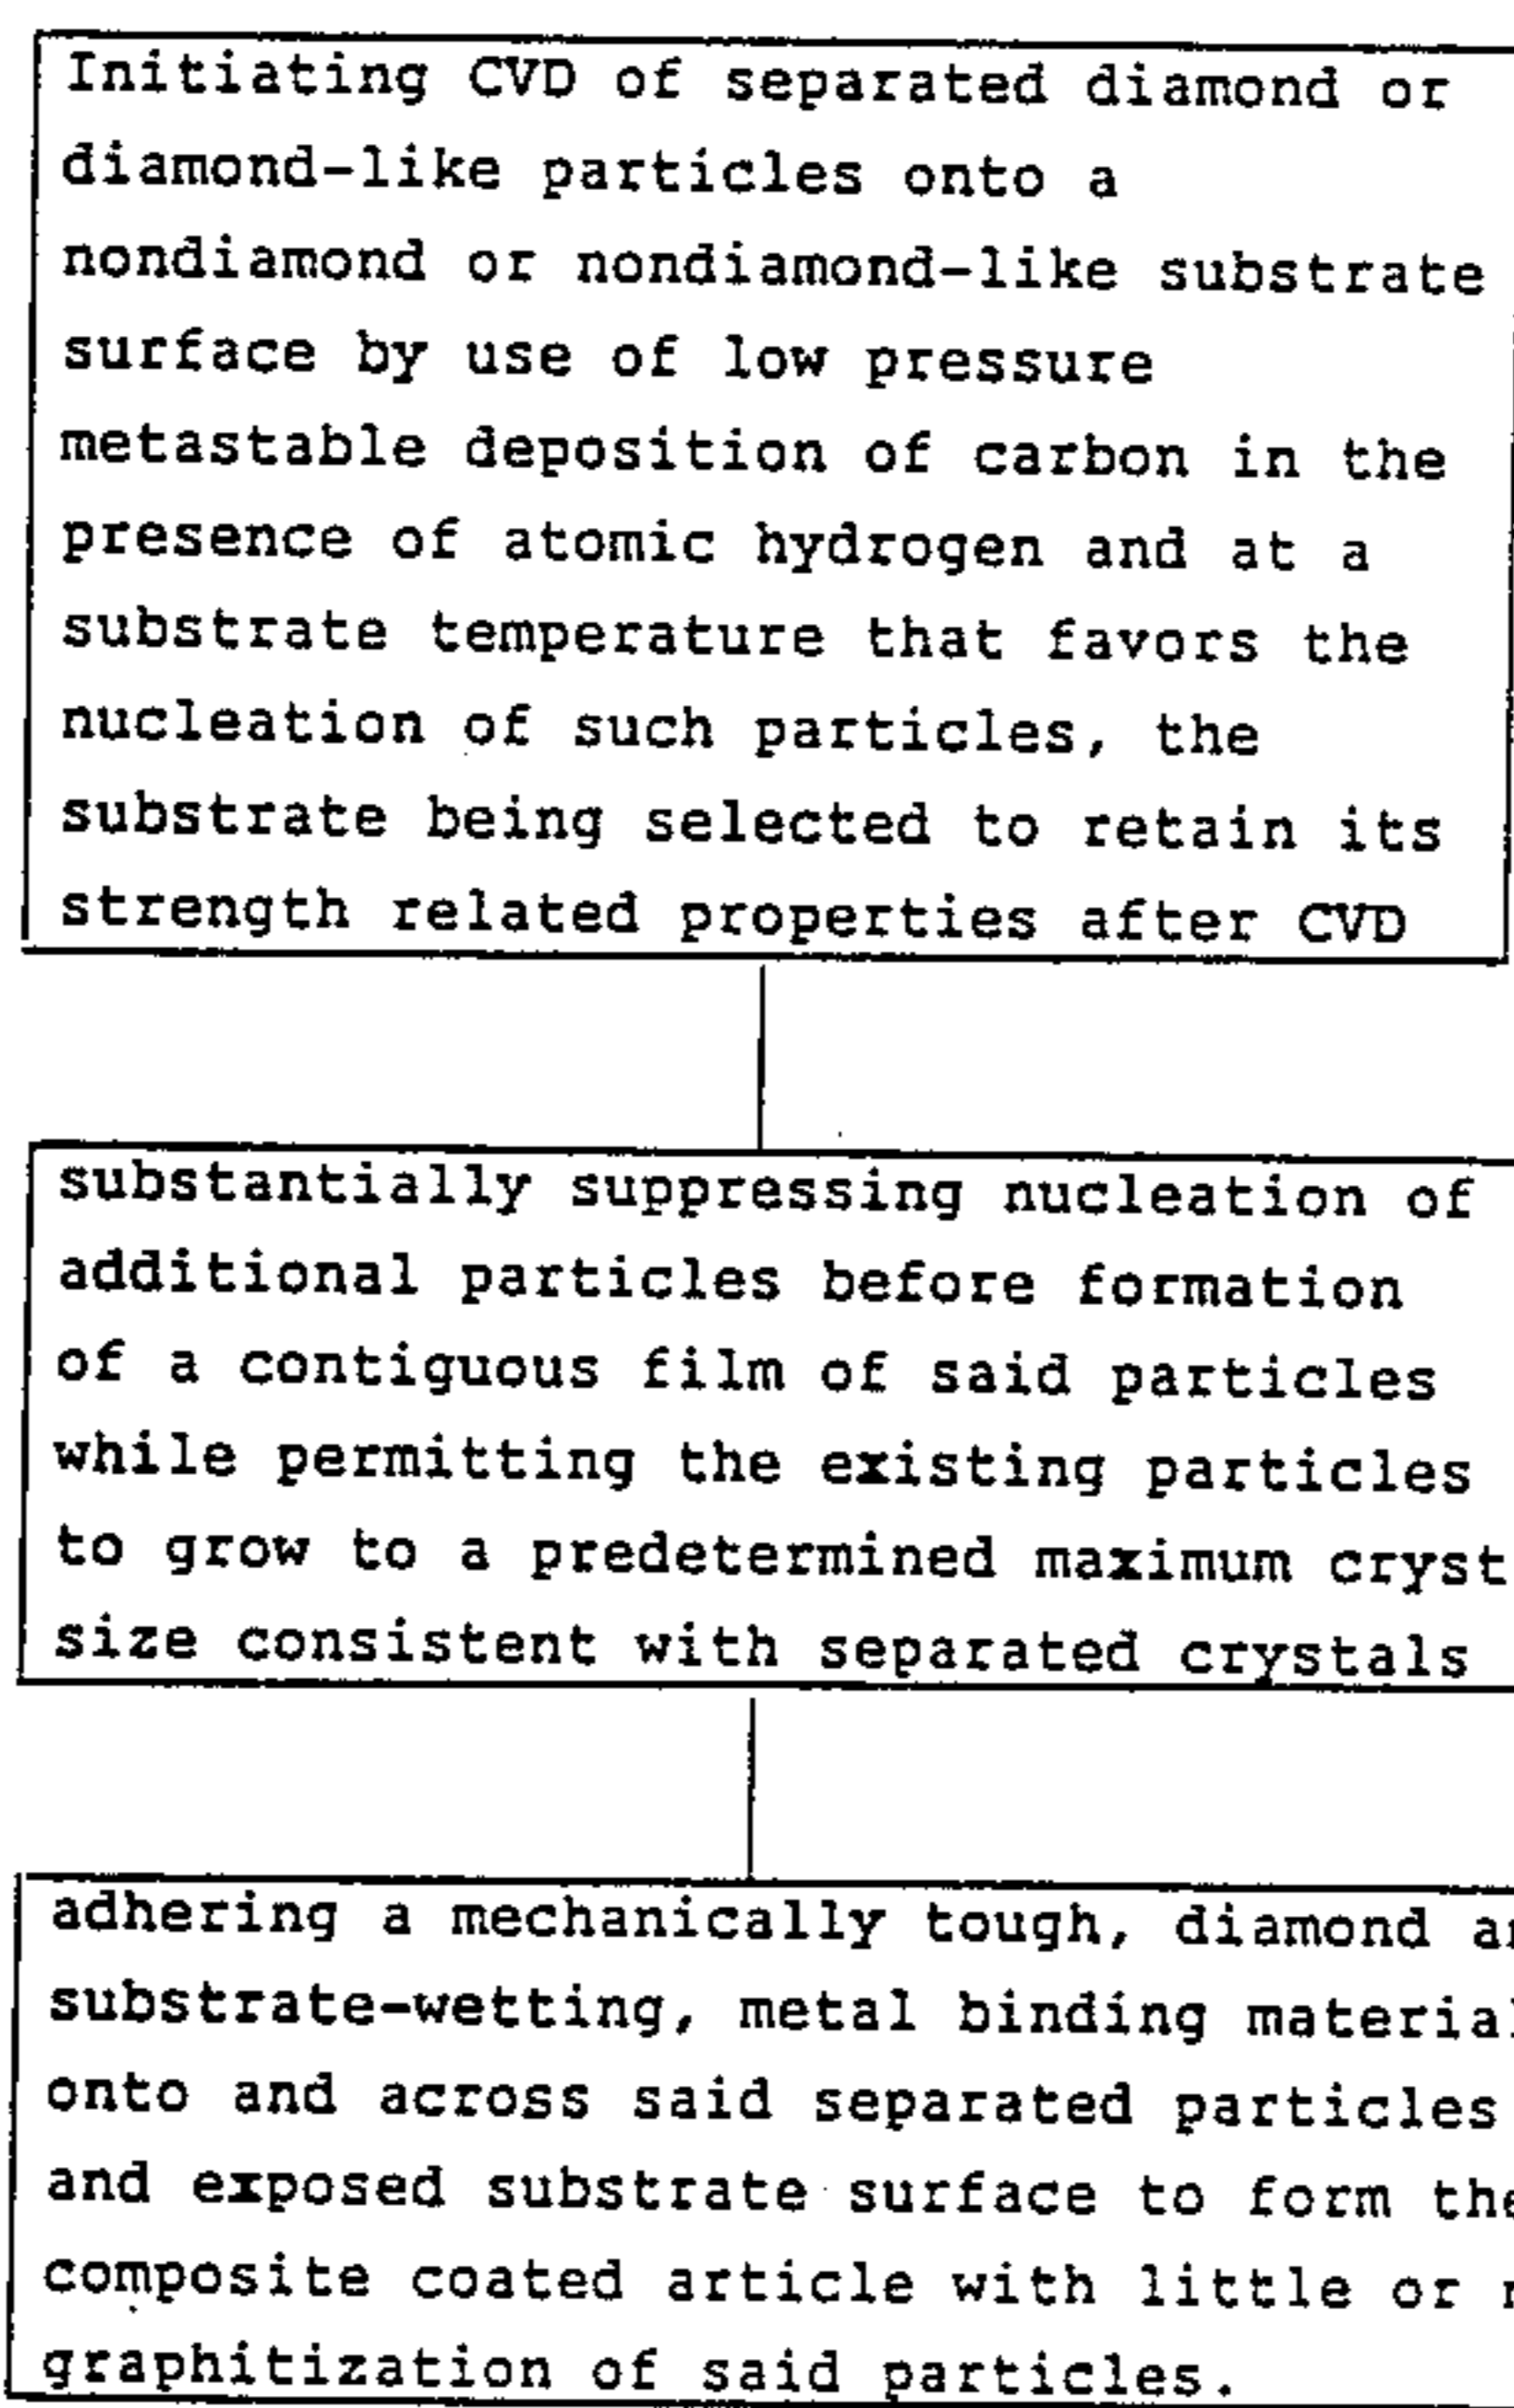 Initiating CVD of separated diamond or
diamond-like particles onto a
nondiamond or nondiamond-like substrate
surface by use of low pressure
metastable deposition of carbon in the
presence of atomic hydrogen and at a
substrate temperature that favors the
nucleation of such particles, the
substrate being selected to retain its
strength related properties after CVD
substantially suppressing nucleation of
additional particles before formation
of a contiguous film of said particles
while permitting the existing particles
to grow to a predetermined maximum cryst
size consistent with separated crystals
adhering a mechanically tough, diamond
substrate-wetting, metal binding material
onto and across said separated particles
and exposed substrate surface to form the
composite coated article with little or
graphitization of said particles.